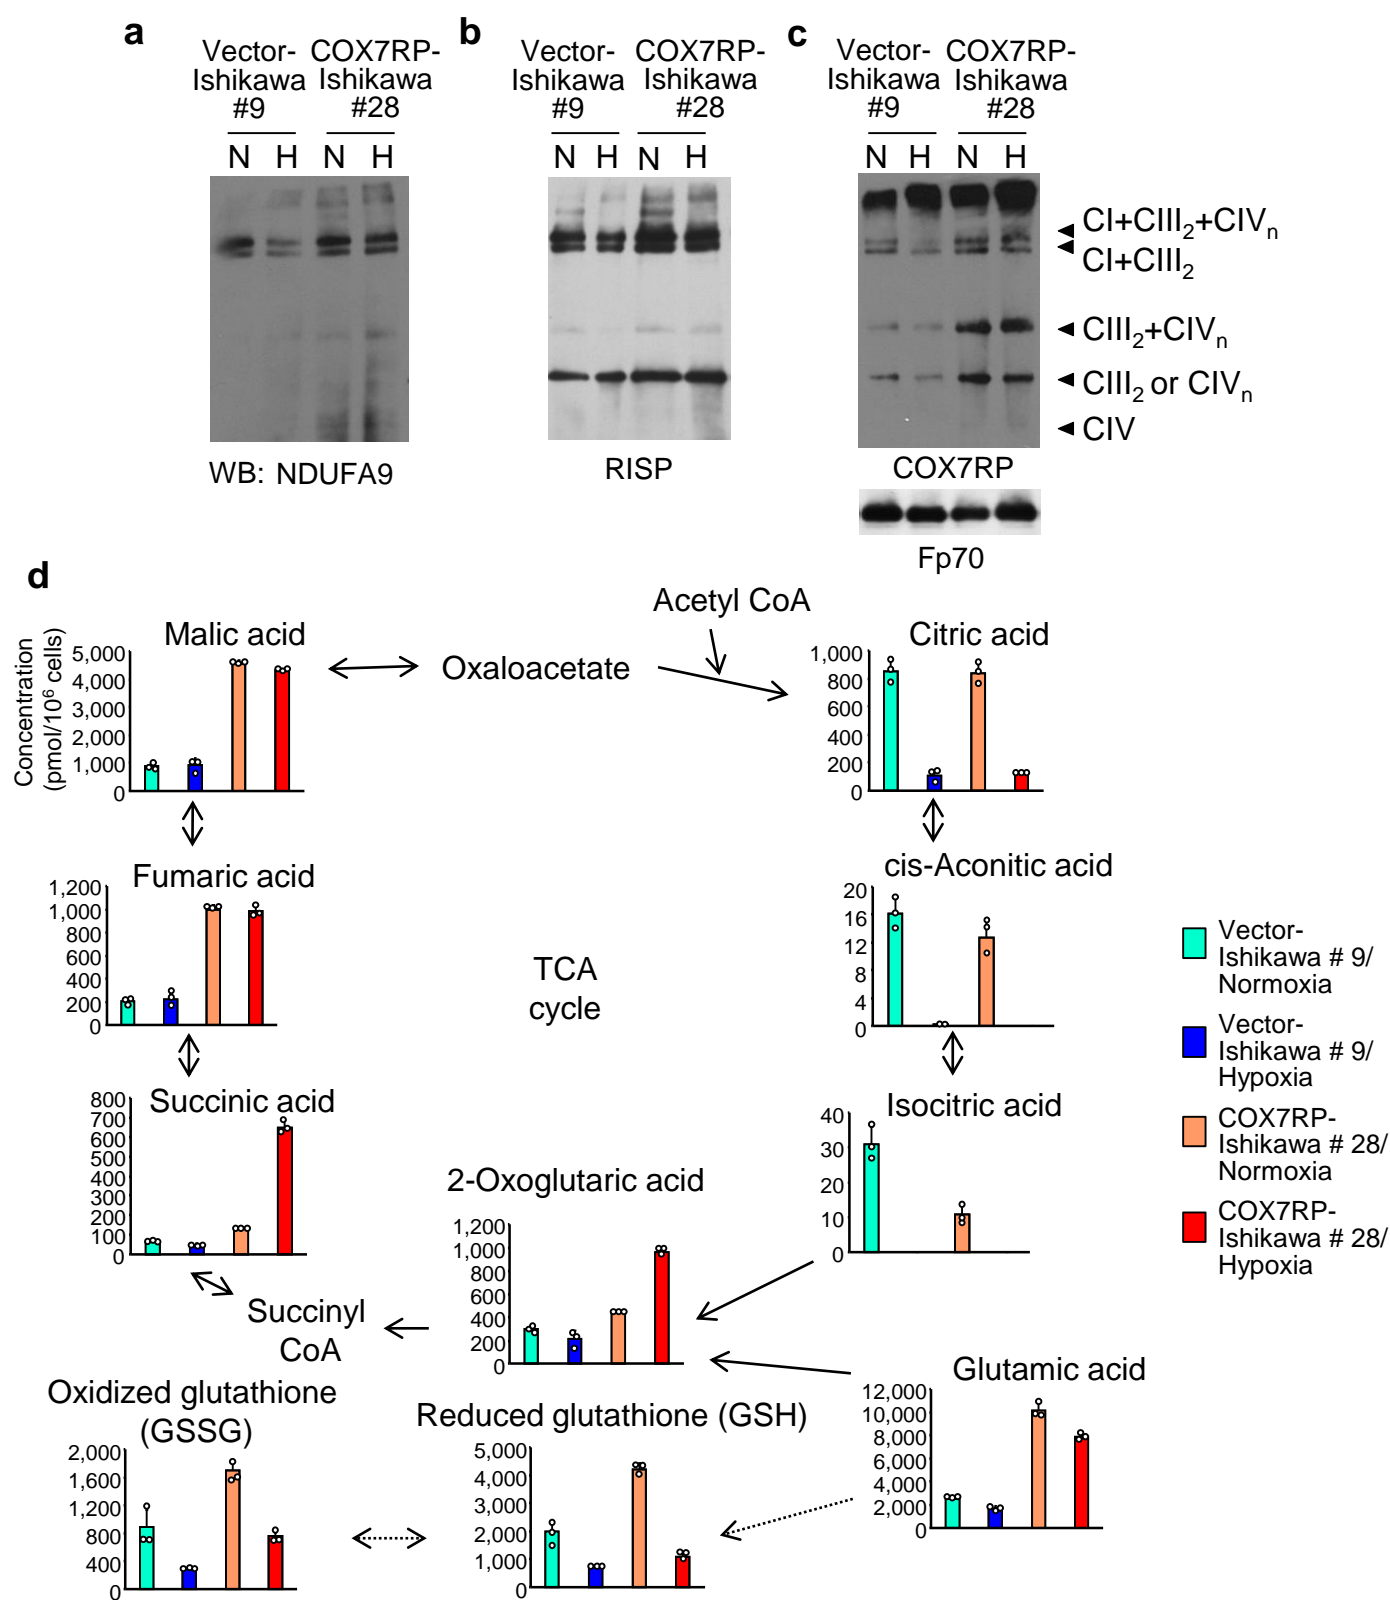 a
Vector-
Ishikawa
#9
COX7RP-
Ishikawa
#28
N H N H
WB: NDUFA9
b
Vector-
Ishikawa
#9
COX7RP-
Ishikawa
#28
N H N H
RISP
c
Vector-
Ishikawa
#9
COX7RP-
Ishikawa
#28
N H N H
CI+CIII2+CIVn
CI+CIII2
CIII2+CIVn
CIII2 or CIVn
CIV
COX7RP
Fp70
d
Acetyl CoA
Oxaloacetate
TCA
cycle
Concentration
(pmol/10⁶ cells)
Malic acid
5,000
4,000
3,000
2,000
1,000
0
Citric acid
1,000
800
600
400
200
0
Fumaric acid
1,200
1,000
800
600
400
200
0
cis-Aconitic acid
20
16
12
8
4
0
Succinic acid
800
700
600
500
400
300
200
100
0
Isocitric acid
40
30
20
10
0
2-Oxoglutaric acid
1,200
1,000
800
600
400
200
0
Succinyl
CoA
Glutamic acid
12,000
10,000
8,000
6,000
4,000
2,000
0
Oxidized glutathione
(GSSG)
2,000
1,600
1,200
800
400
0
Reduced glutathione (GSH)
5,000
4,000
3,000
2,000
1,000
0
Vector-
Ishikawa # 9/
Normoxia
Vector-
Ishikawa # 9/
Hypoxia
COX7RP-
Ishikawa # 28/
Normoxia
COX7RP-
Ishikawa # 28/
Hypoxia